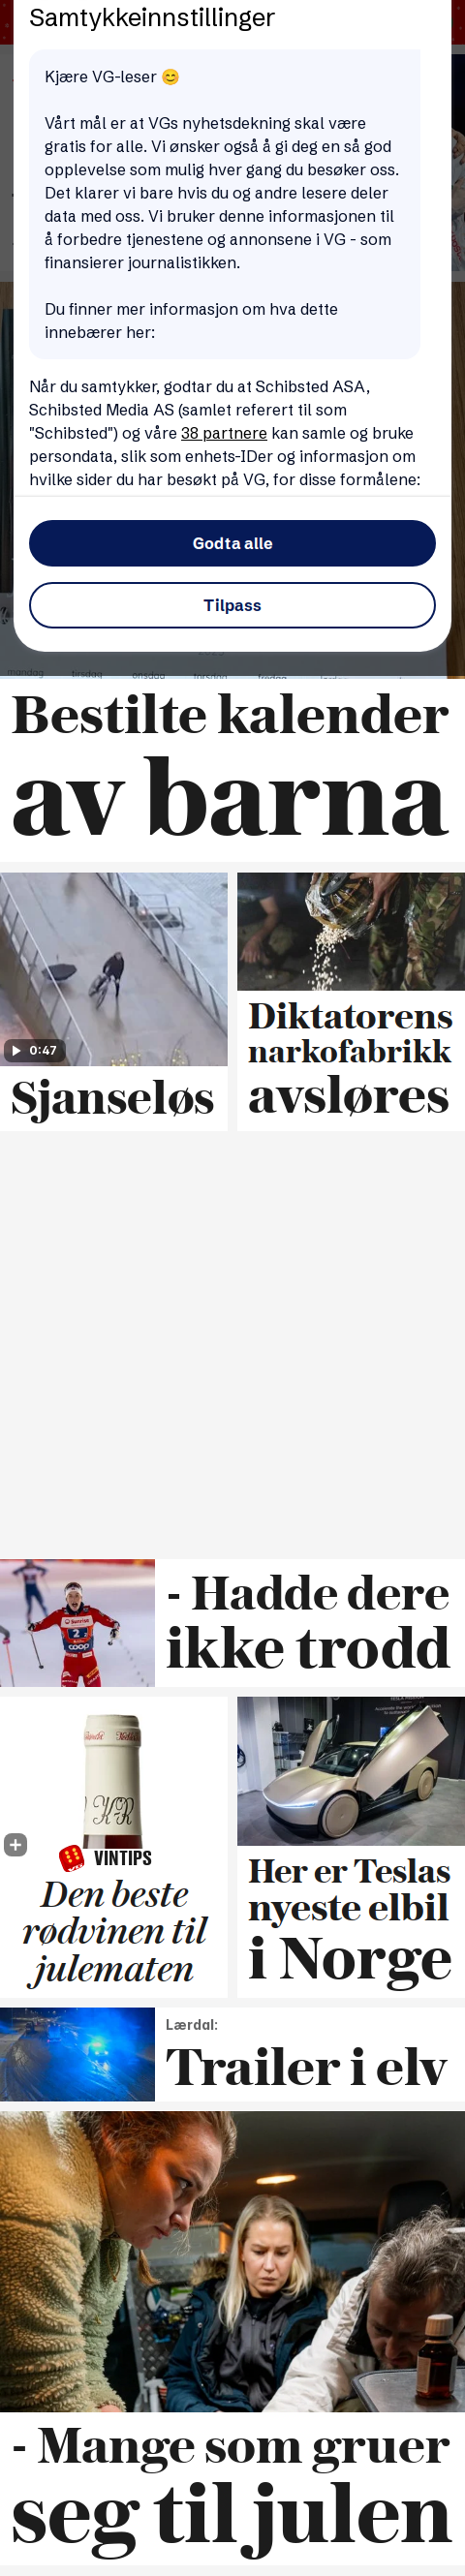 Samtykkeinnstillinger
Kjære VG-leser 😊
Vårt mål er at VGs nyhetsdekning skal være
gratis for alle. Vi ønsker også å gi deg en så god
opplevelse som mulig hver gang du besøker oss.
Det klarer vi bare hvis du og andre lesere deler
data med oss. Vi bruker denne informasjonen til
å forbedre tjenestene og annonsene i VG - som
finansierer journalistikken.
Du finner mer informasjon om hva dette
innebærer her:
Når du samtykker, godtar du at Schibsted ASA,
Schibsted Media AS (samlet referert til som
"Schibsted") og våre 38 partnere kan samle og bruke
persondata, slik som enhets-IDer og informasjon om
hvilke sider du har besøkt på VG, for disse formålene:
Godta alle
Tilpass
mandag tirsdag onsdag torsdag fredag
Bestilte kalender
av barna
0:47
Sjanseløs
Diktatorens
narkofabrikk
avsløres
- Hadde dere
ikke trodd
2
coop
VINTIPS
Den beste
rødvinen til
julematen
Her er Teslas
nyeste elbil
i Norge
Lærdal:
Trailer i elv
- Mange som gruer
seg til julen